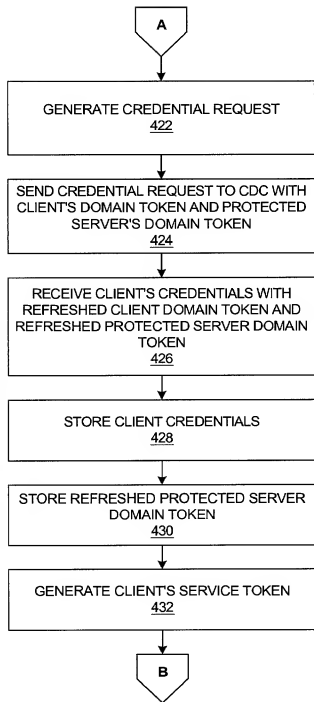 A
GENERATE CREDENTIAL REQUEST
422
SEND CREDENTIAL REQUEST TO CDC WITH
CLIENT'S DOMAIN TOKEN AND PROTECTED
SERVER'S DOMAIN TOKEN
424
RECEIVE CLIENT'S CREDENTIALS WITH
REFRESHED CLIENT DOMAIN TOKEN AND
REFRESHED PROTECTED SERVER DOMAIN
TOKEN
426
STORE CLIENT CREDENTIALS
428
STORE REFRESHED PROTECTED SERVER
DOMAIN TOKEN
430
GENERATE CLIENT'S SERVICE TOKEN
432
B